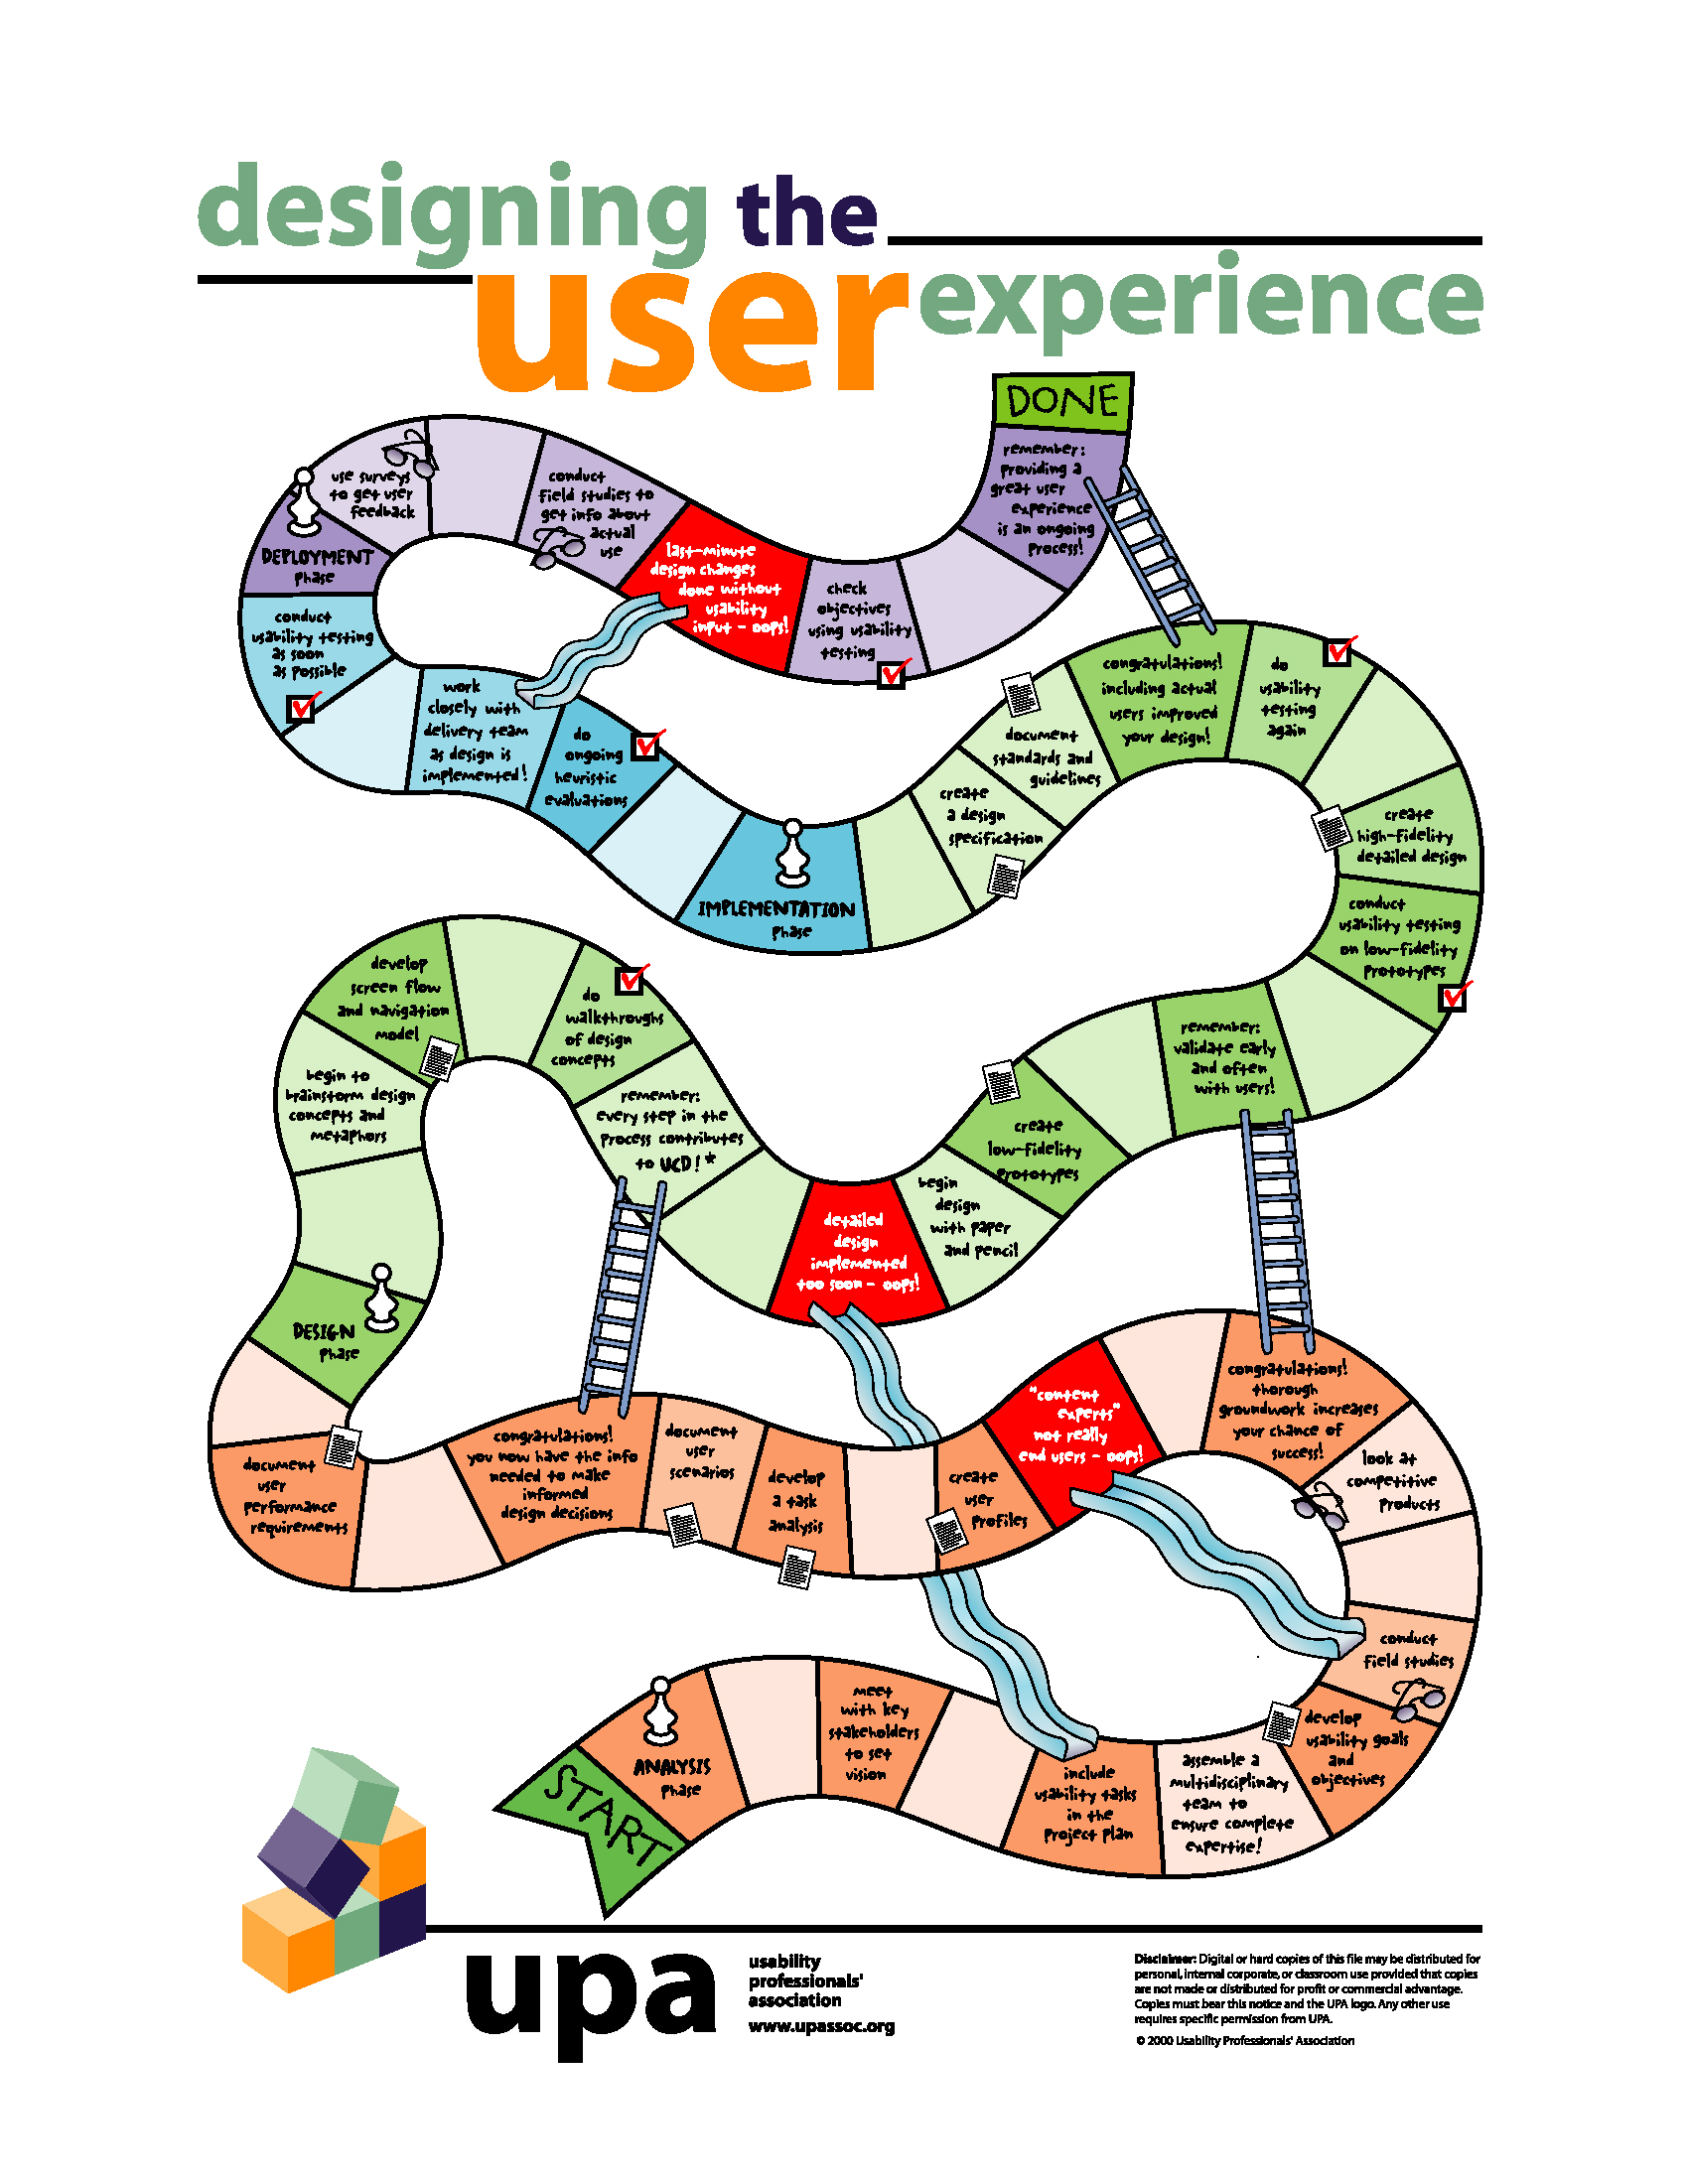 designing the
user experience
DONE
remember:
providing a
great user
experience
is an ongoing
process!
use surveys
to get user
feedback
conduct
field studies to
get info about
actual
use
last-minute
design changes
done without
usability
input - oops!
check
objectives
using usability
testing
DEPLOYMENT
phase
conduct
usability testing
as soon
as possible
work
closely with
delivery team
as design is
implemented!
do
ongoing
heuristic
evaluations
IMPLEMENTATION
phase
create
a design
specification
document
standards and
guidelines
congratulations!
including actual
users improved
your design!
do
usability
testing
again
create
high-fidelity
detailed design
conduct
usability testing
on low-fidelity
prototypes
remember:
validate early
and often
with users!
create
low-fidelity
prototypes
begin
design
with paper
and pencil
detailed
design
implemented
too soon - oops!
remember:
every step in the
process contributes
to UCD! *
do
walkthroughs
of design
concepts
develop
screen flow
and navigation
model
begin to
brainstorm design
concepts and
metaphors
DESIGN
phase
document
user
performance
requirements
congratulations!
you now have the info
needed to make
informed
design decisions
document
user
scenarios
develop
a task
analysis
create
user
profiles
"content
experts"
not really
end users - oops!
congratulations!
thorough
groundwork increases
your chance of
success!
look at
competitive
products
conduct
field studies
develop
usability goals
and
objectives
assemble a
multidisciplinary
team to
ensure complete
expertise!
include
usability tasks
in the
project plan
meet
with key
stakeholders
to set
vision
ANALYSIS
phase
START
upa
usability
professionals'
association
www.upassoc.org
Disclaimer: Digital or hard copies of this file may be distributed for
personal, internal corporate, or classroom use provided that copies
are not made or distributed for profit or commercial advantage.
Copies must bear this notice and the UPA logo. Any other use
requires specific permission from UPA.
© 2000 Usability Professionals' Association